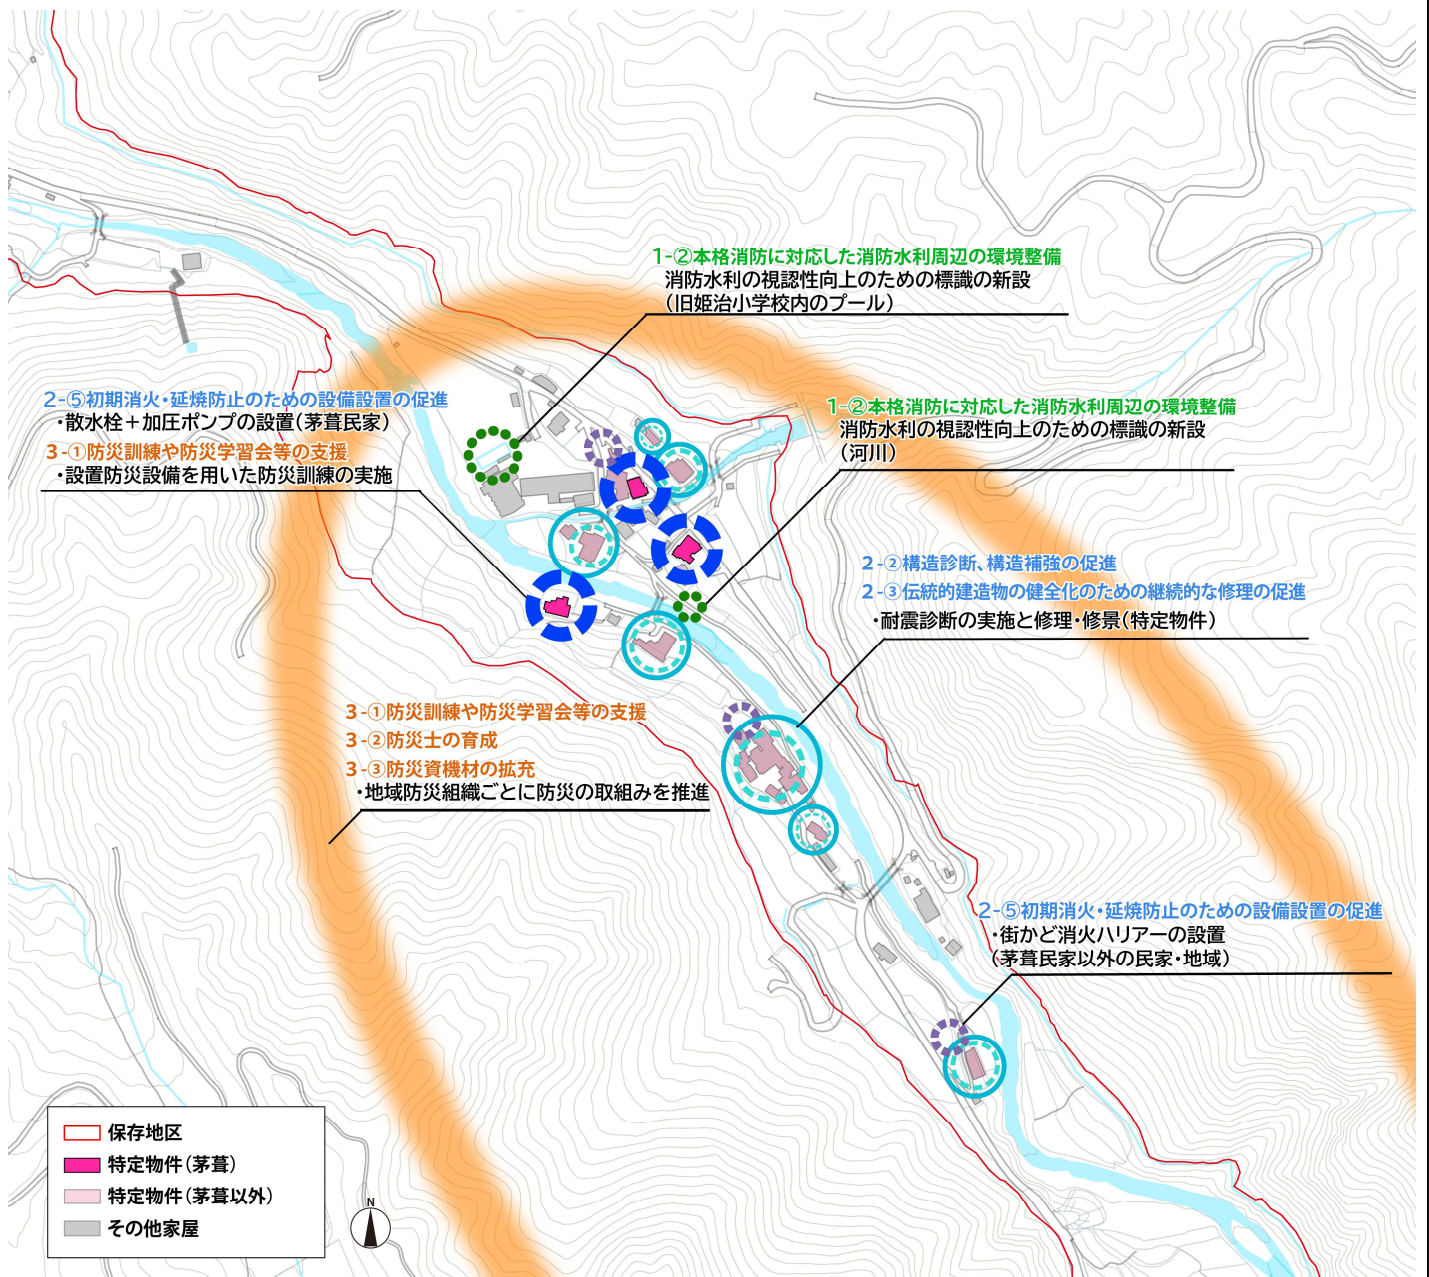 1-②本格消防に対応した消防水利周辺の環境整備
消防水利の視認性向上のための標識の新設
(旧姫治小学校内のプール)
2-⑤初期消火・延焼防止のための設備設置の促進
・散水栓+加圧ポンプの設置(茅葺民家)
3-①防災訓練や防災学習会等の支援
・設置防災設備を用いた防災訓練の実施
1-②本格消防に対応した消防水利周辺の環境整備
消防水利の視認性向上のための標識の新設
(河川)
2-②構造診断、構造補強の促進
2-③伝統的建造物の健全化のための継続的な修理の促進
・耐震診断の実施と修理・修景(特定物件)
3-①防災訓練や防災学習会等の支援
3-②防災士の育成
3-③防災資機材の拡充
・地域防災組織ごとに防災の取組みを推進
2-⑤初期消火・延焼防止のための設備設置の促進
・街かど消火ハリアーの設置
(茅葺民家以外の民家・地域)
保存地区
特定物件(茅葺)
特定物件(茅葺以外)
その他家屋
N